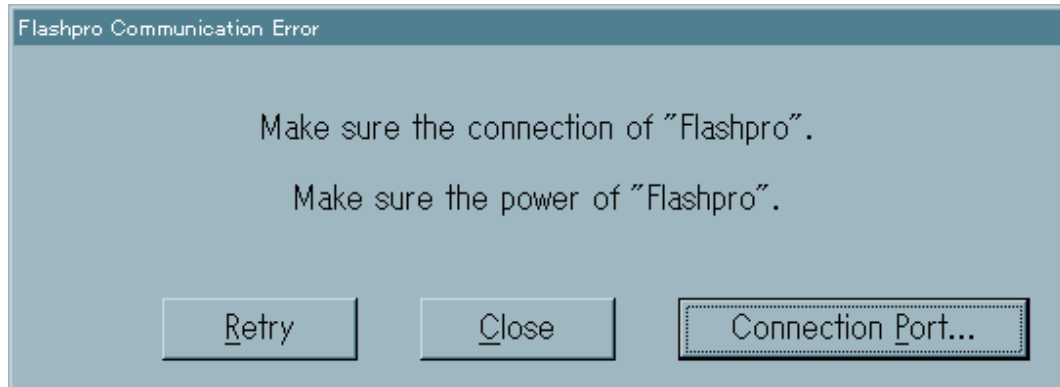 Flashpro Communication Error
Make sure the connection of "Flashpro".
Make sure the power of "Flashpro".
Retry Close Connection Port...